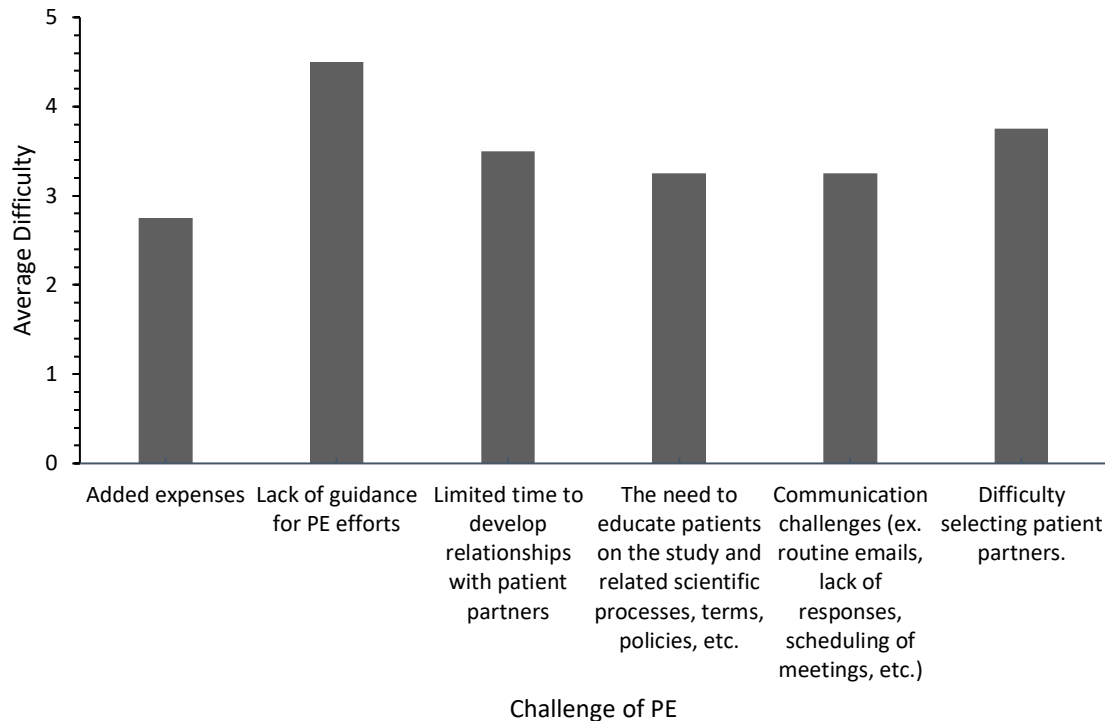 5
4
3
2
1
0
Average Difficulty
Added expenses
Lack of guidance
for PE efforts
Limited time to
develop
relationships
with patient
partners
The need to
educate patients
on the study and
related scientific
processes, terms,
policies, etc.
Communication
challenges (ex.
routine emails,
lack of
responses,
scheduling of
meetings, etc.)
Difficulty
selecting patient
partners.
Challenge of PE